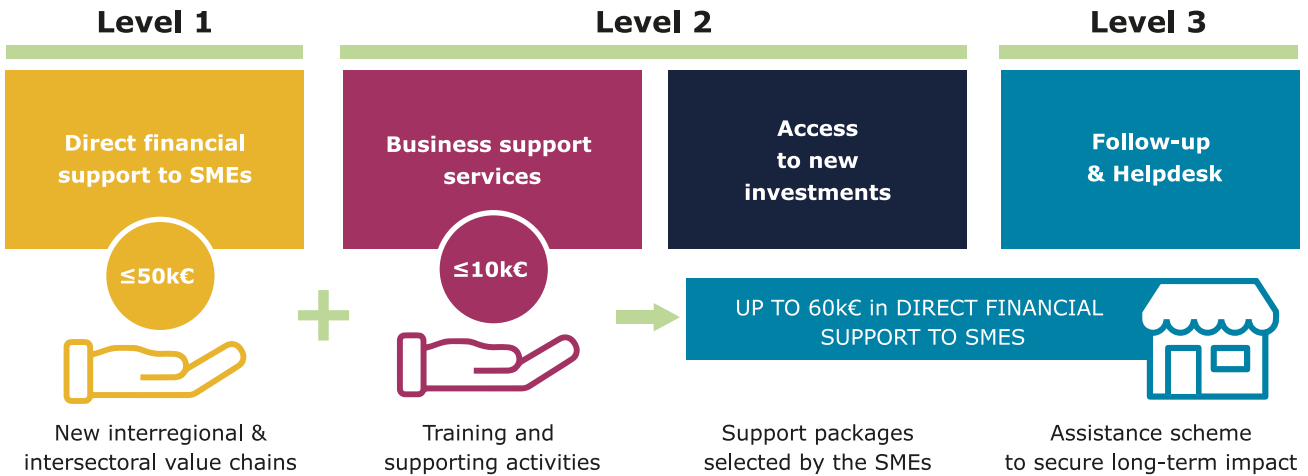 Level 1
Level 2
Level 3
Direct financial
support to SMEs
Business support
services
Access
to new
investments
Follow-up
& Helpdesk
≤50k€
≤10k€
UP TO 60k€ in DIRECT FINANCIAL
SUPPORT TO SMES
New interregional &
intersectoral value chains
Training and
supporting activities
Support packages
selected by the SMEs
Assistance scheme
to secure long-term impact